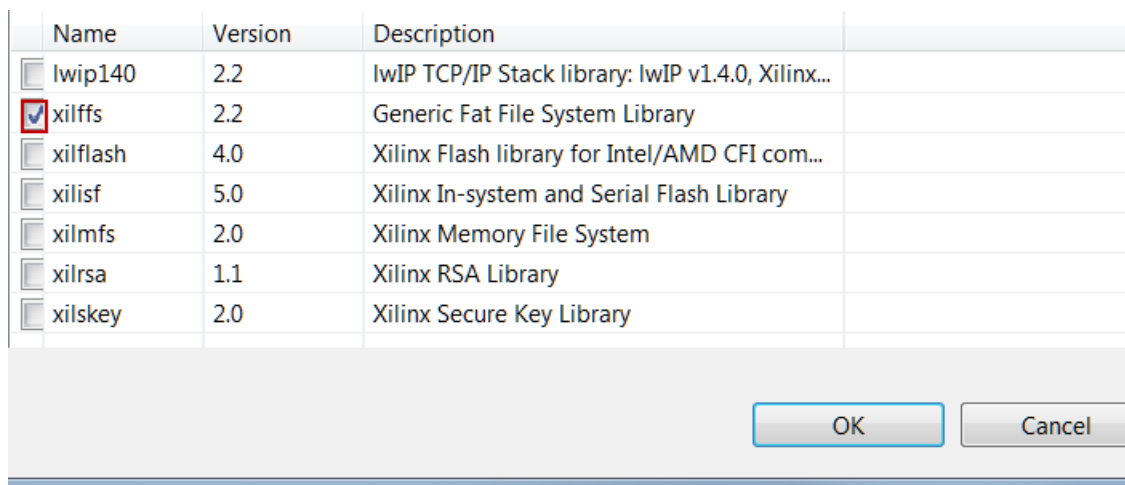 Name Version Description
lwip140 2.2 lwIP TCP/IP Stack library: lwIP v1.4.0, Xilinx...
xilffs 2.2 Generic Fat File System Library
xilflash 4.0 Xilinx Flash library for Intel/AMD CFI com...
xilisf 5.0 Xilinx In-system and Serial Flash Library
xilmfs 2.0 Xilinx Memory File System
xilrsa 1.1 Xilinx RSA Library
xilskey 2.0 Xilinx Secure Key Library
OK Cancel